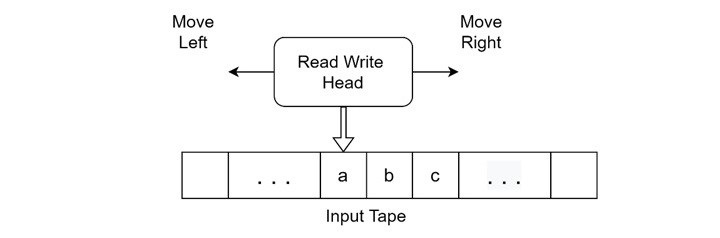 Move
Left
Move
Right
Read Write
Head
. . . a b c . . .
Input Tape